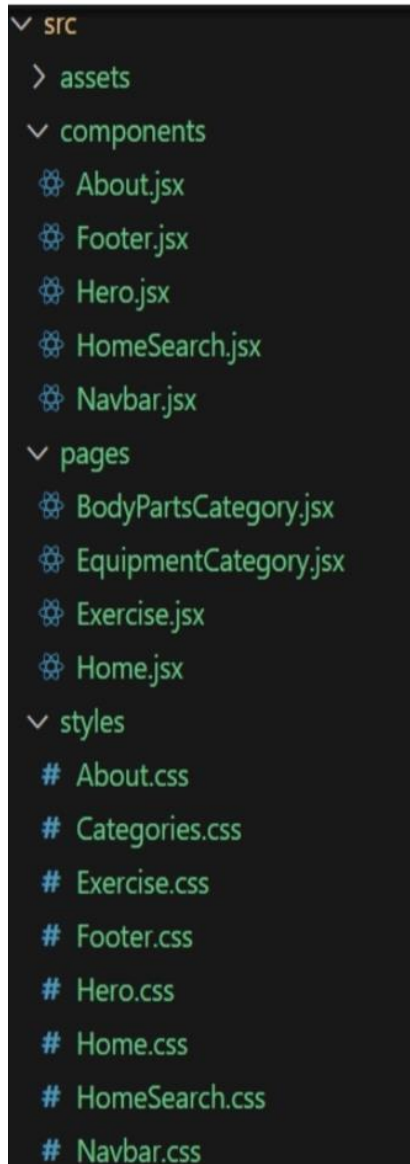 src
assets
components
About.jsx
Footer.jsx
Hero.jsx
HomeSearch.jsx
Navbar.jsx
pages
BodyPartsCategory.jsx
EquipmentCategory.jsx
Exercise.jsx
Home.jsx
styles
# About.css
# Categories.css
# Exercise.css
# Footer.css
# Hero.css
# Home.css
# HomeSearch.css
# Navbar.css